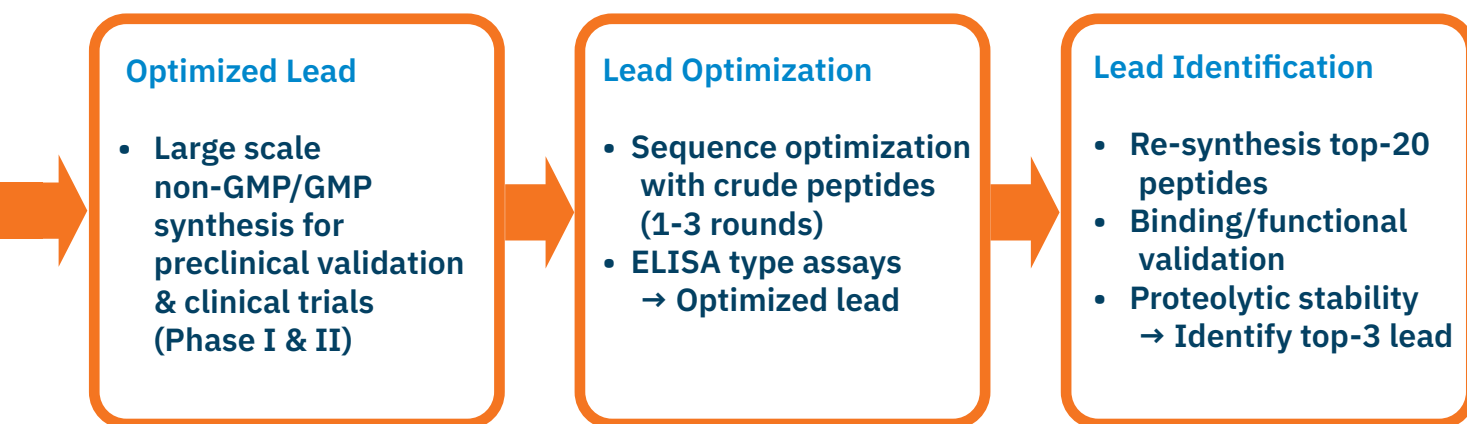 Optimized Lead
• Large scale
non-GMP/GMP
synthesis for
preclinical validation
& clinical trials
(Phase I & II)
Lead Optimization
• Sequence optimization
with crude peptides
(1-3 rounds)
• ELISA type assays
→ Optimized lead
Lead Identification
• Re-synthesis top-20
peptides
• Binding/functional
validation
• Proteolytic stability
→ Identify top-3 lead